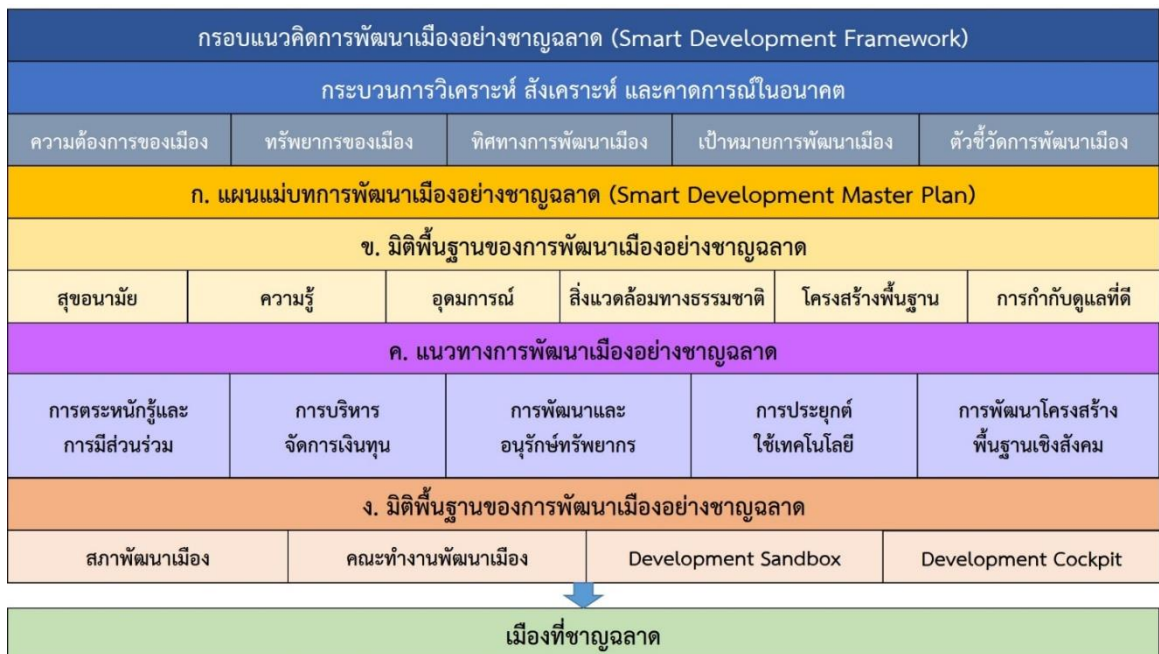 กรอบแนวคิดการพัฒนาเมืองอย่างชาญฉลาด (Smart Development Framework)
กระบวนการวิเคราะห์ สังเคราะห์ และคาดการณ์ในอนาคต
ความต้องการของเมือง ทรัพยากรของเมือง ทิศทางการพัฒนาเมือง เป้าหมายการพัฒนาเมือง ตัวชี้วัดการพัฒนาเมือง
ก. แผนแม่บทการพัฒนาเมืองอย่างชาญฉลาด (Smart Development Master Plan)
ข. มิติพื้นฐานของการพัฒนาเมืองอย่างชาญฉลาด
สุขอนามัย ความรู้ อุดมการณ์ สิ่งแวดล้อมทางธรรมชาติ โครงสร้างพื้นฐาน การกำกับดูแลที่ดี
ค. แนวทางการพัฒนาเมืองอย่างชาญฉลาด
การตระหนักรู้และ การบริหาร การพัฒนาและ การประยุกต์ การพัฒนาโครงสร้าง
การมีส่วนร่วม จัดการเงินทุน อนุรักษ์ทรัพยากร ใช้เทคโนโลยี พื้นฐานเชิงสังคม
ง. มิติพื้นฐานของการพัฒนาเมืองอย่างชาญฉลาด
สภาพัฒนาเมือง คณะทำงานพัฒนาเมือง Development Sandbox Development Cockpit
เมืองที่ชาญฉลาด